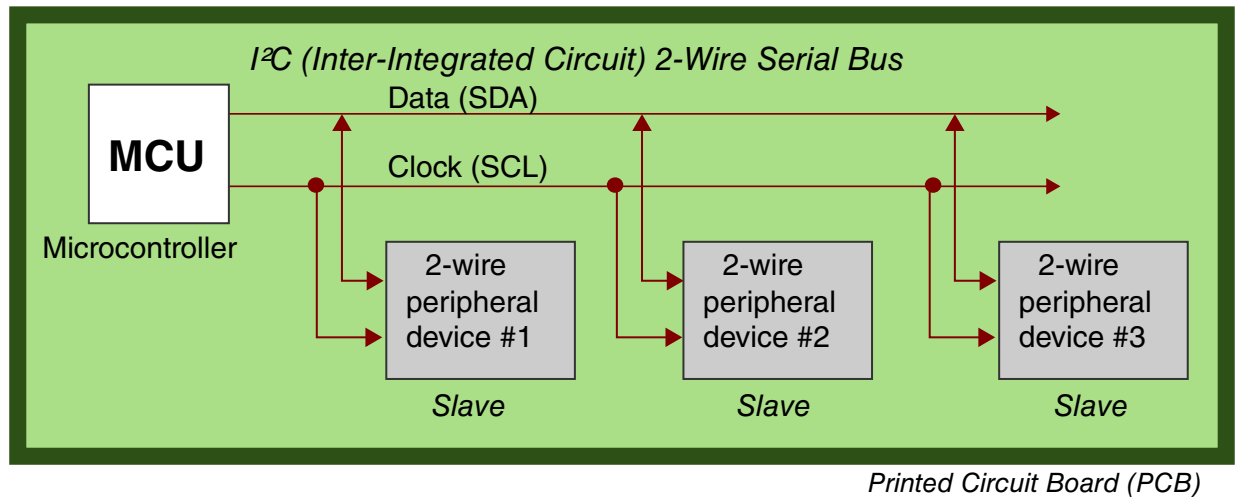 I²C (Inter-Integrated Circuit) 2-Wire Serial Bus
Data (SDA)
MCU
Clock (SCL)
Microcontroller
2-wire
peripheral
device #1
Slave
2-wire
peripheral
device #2
Slave
2-wire
peripheral
device #3
Slave
Printed Circuit Board (PCB)